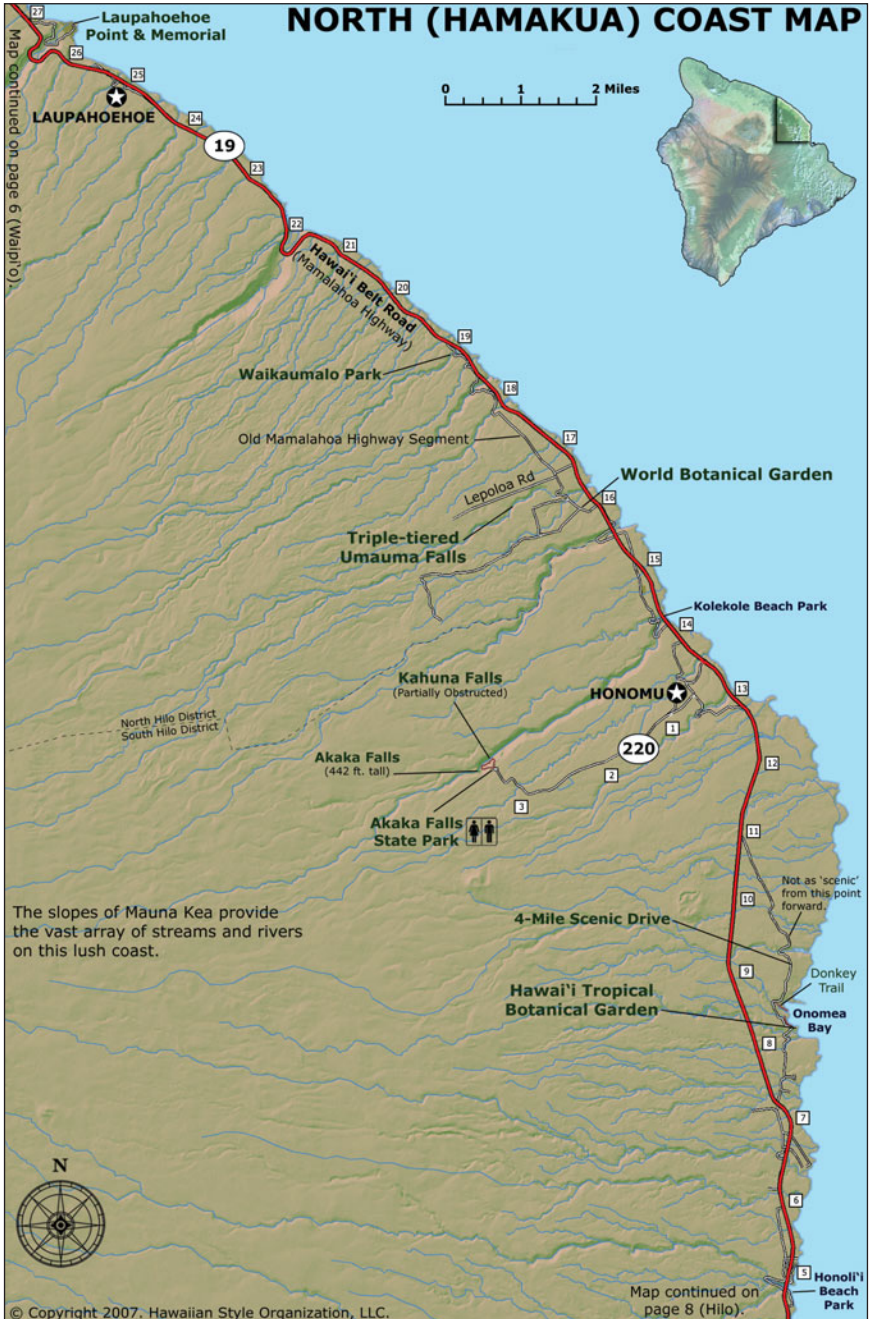 NORTH (HAMAKUA) COAST MAP
27
Laupahoehoe
Point & Memorial
Map continued on page 6 (Waipi'o).
26
25
LAUPAHOEHOE
24
19
23
22
0 1 2 Miles
21
Hawai'i Belt Road
(Mamalahoa Highway)
20
19
Waikaumalo Park
18
Old Mamalahoa Highway Segment
17
Lepoloa Rd
World Botanical Garden
16
Triple-tiered
Umauma Falls
15
Kolekole Beach Park
14
Kahuna Falls
(Partially Obstructed)
HONOMU
13
1
North Hilo District
South Hilo District
220
Akaka Falls
(442 ft. tall)
2
12
3
Akaka Falls
State Park
11
Not as 'scenic'
from this point
forward.
10
The slopes of Mauna Kea provide
the vast array of streams and rivers
on this lush coast.
4-Mile Scenic Drive
9
Donkey
Trail
Hawai'i Tropical
Botanical Garden
Onomea
Bay
8
7
N
6
5
Honoli'i
Beach
Park
Map continued on
page 8 (Hilo).
© Copyright 2007. Hawaiian Style Organization, LLC.